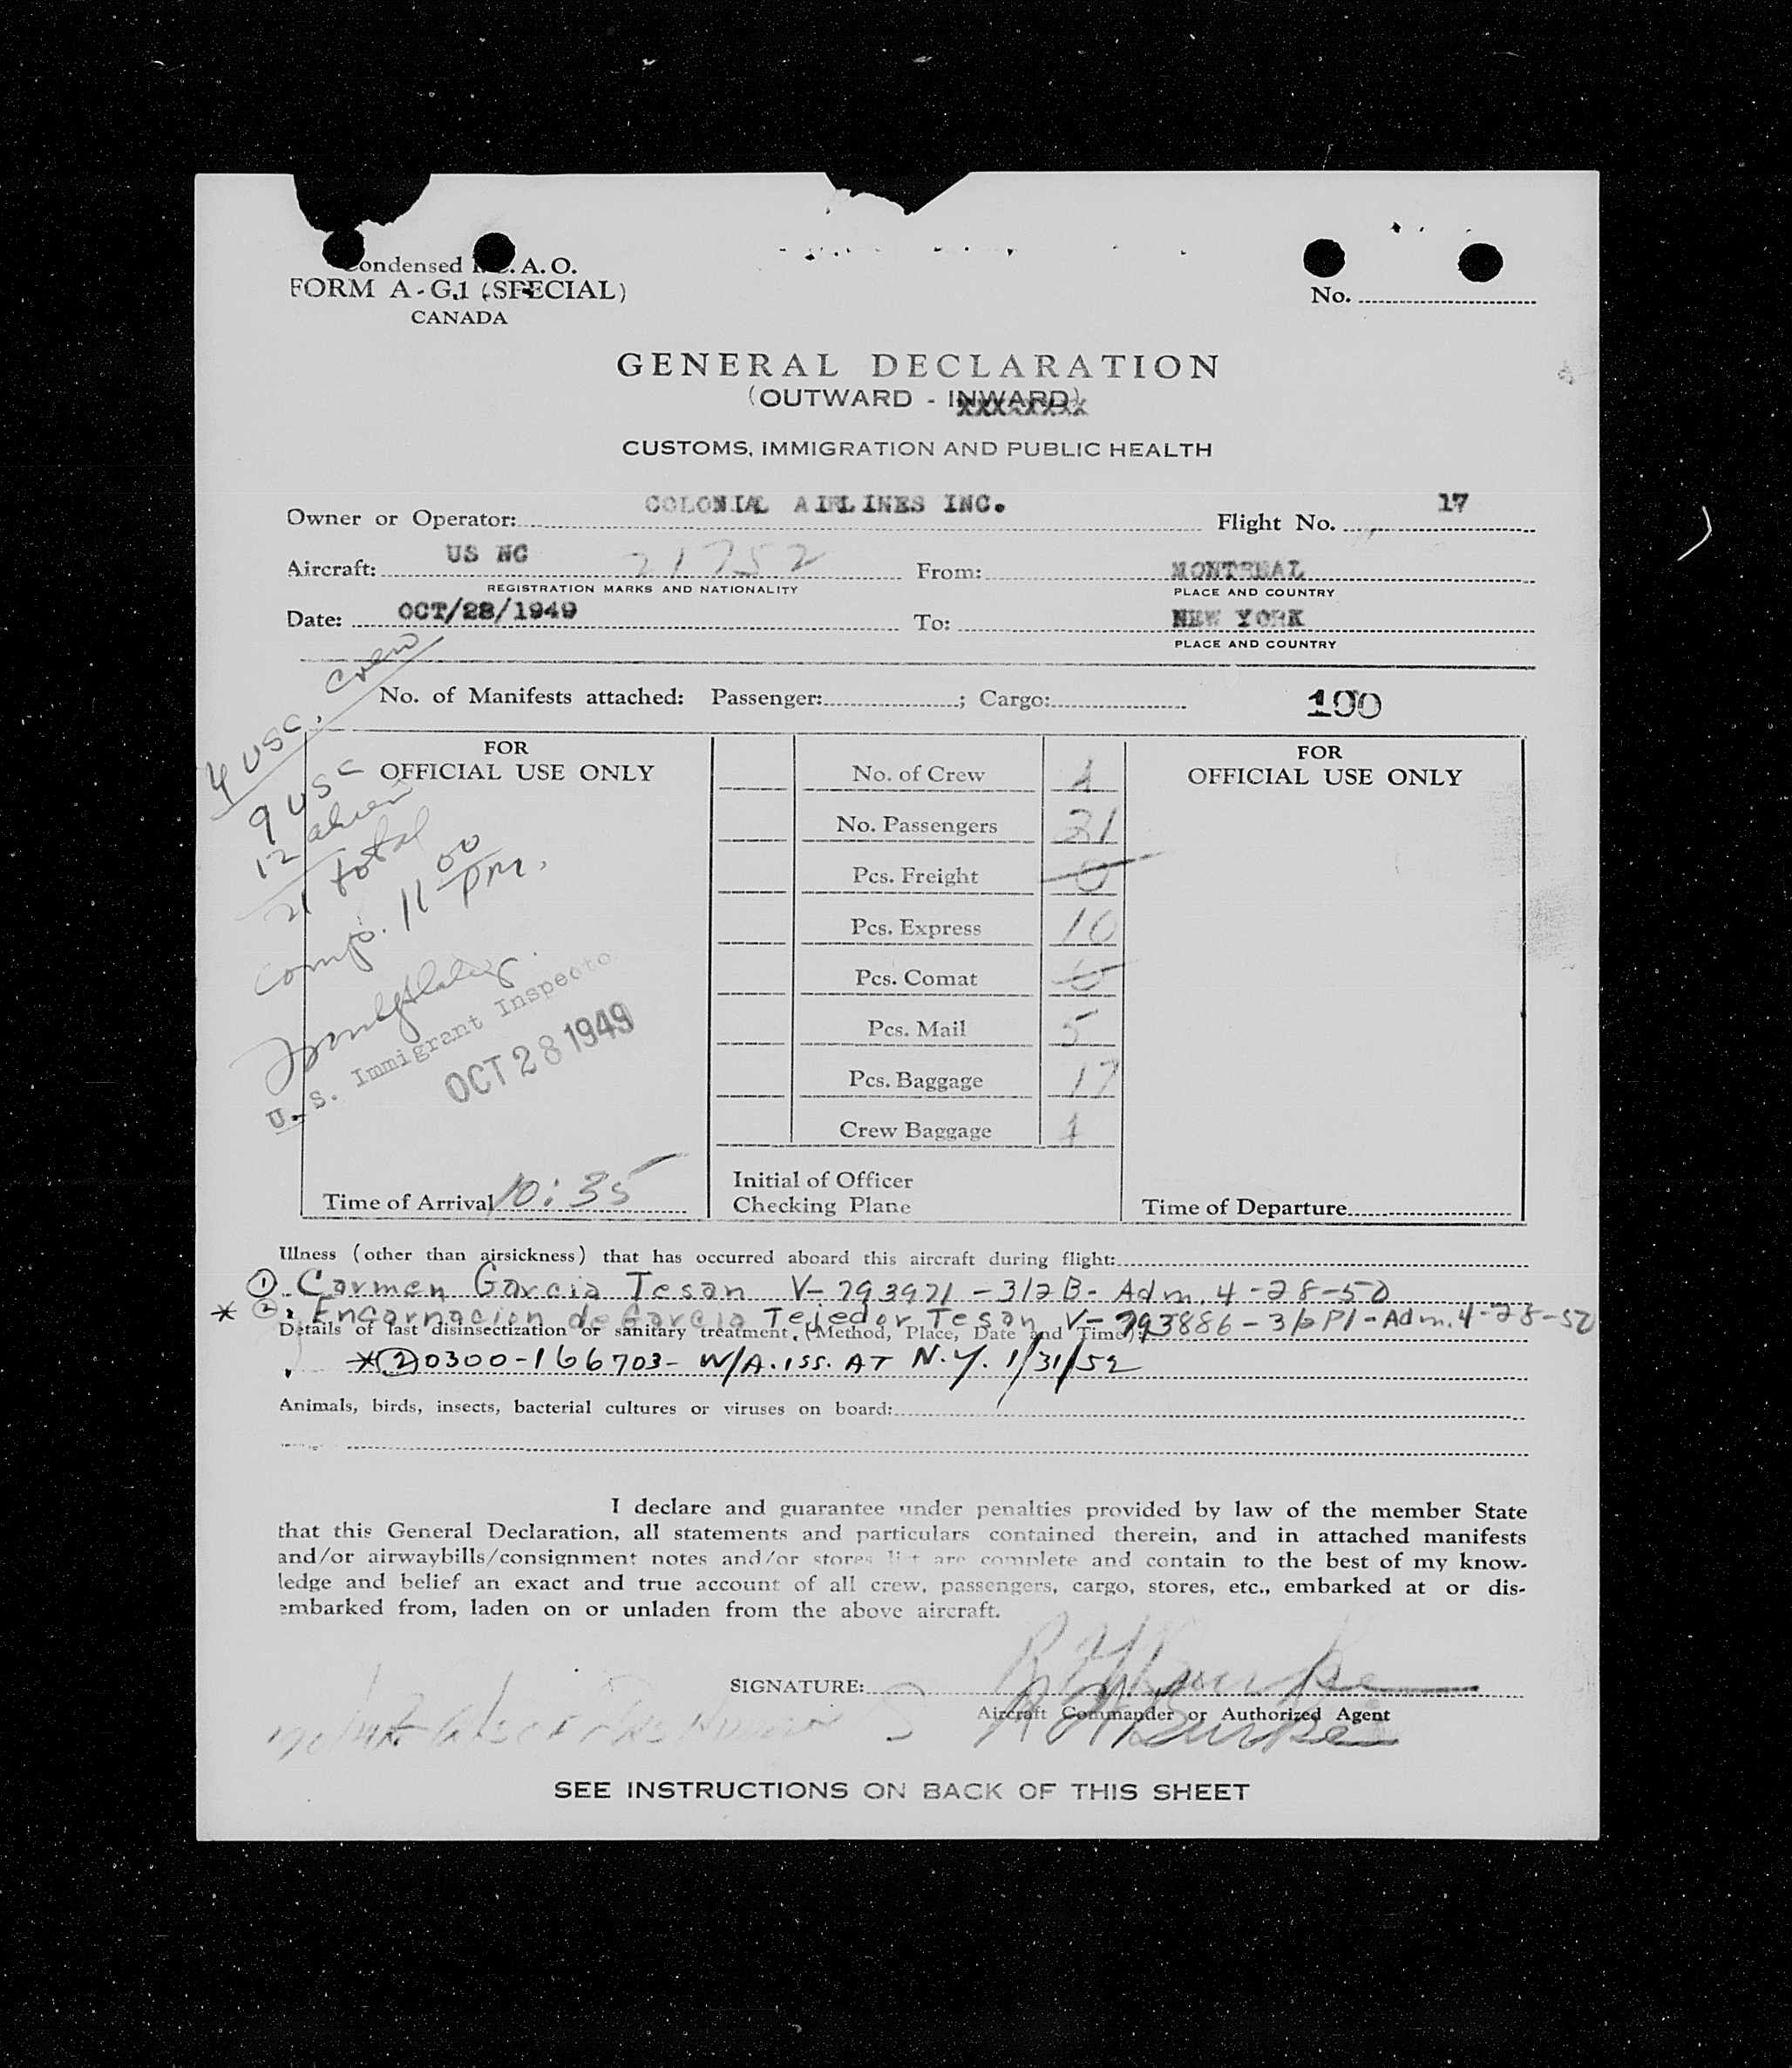 Condensed I.C.A.O.
FORM A-G.1 (SPECIAL)
CANADA
No.
GENERAL DECLARATION
(OUTWARD - INWARD)
CUSTOMS, IMMIGRATION AND PUBLIC HEALTH
Owner or Operator: COLONIAL AIRLINES INC. Flight No. 17
Aircraft: US NC 21752 From: MONTREAL
REGISTRATION MARKS AND NATIONALITY PLACE AND COUNTRY
Date: OCT/28/1949 To: NEW YORK
PLACE AND COUNTRY
No. of Manifests attached: Passenger: ; Cargo: 100
4 USC. Crew
9 USC
12 alien
21 total
comp. 11 00 PM.
U.S. Immigrant Inspector
OCT 28 1949
FOR
OFFICIAL USE ONLY
Time of Arrival 10:35
No. of Crew 4
No. Passengers 21
Pcs. Freight 0
Pcs. Express 10
Pcs. Comat 0
Pcs. Mail 5
Pcs. Baggage 17
Crew Baggage 4
Initial of Officer
Checking Plane
FOR
OFFICIAL USE ONLY
Time of Departure
Illness (other than airsickness) that has occurred aboard this aircraft during flight:
① Carmen Garcia Tesan V-793971-3/2B-Adm. 4-28-50
* ② Encarnacion de Garcia Tejedor Tesan V-793886-3/2 P1-Adm. 4-28-50
Details of last disinsectization or sanitary treatment. (Method, Place, Date and Time):
*② 0300-166703- W/A. ISS. AT N.Y. 1/31/52
Animals, birds, insects, bacterial cultures or viruses on board:
I declare and guarantee under penalties provided by law of the member State
that this General Declaration, all statements and particulars contained therein, and in attached manifests
and/or airwaybills/consignment notes and/or stores list are complete and contain to the best of my know-
ledge and belief an exact and true account of all crew, passengers, cargo, stores, etc., embarked at or dis-
embarked from, laden on or unladen from the above aircraft.
SIGNATURE: R H Burke
Aircraft Commander or Authorized Agent
R H Burke
SEE INSTRUCTIONS ON BACK OF THIS SHEET